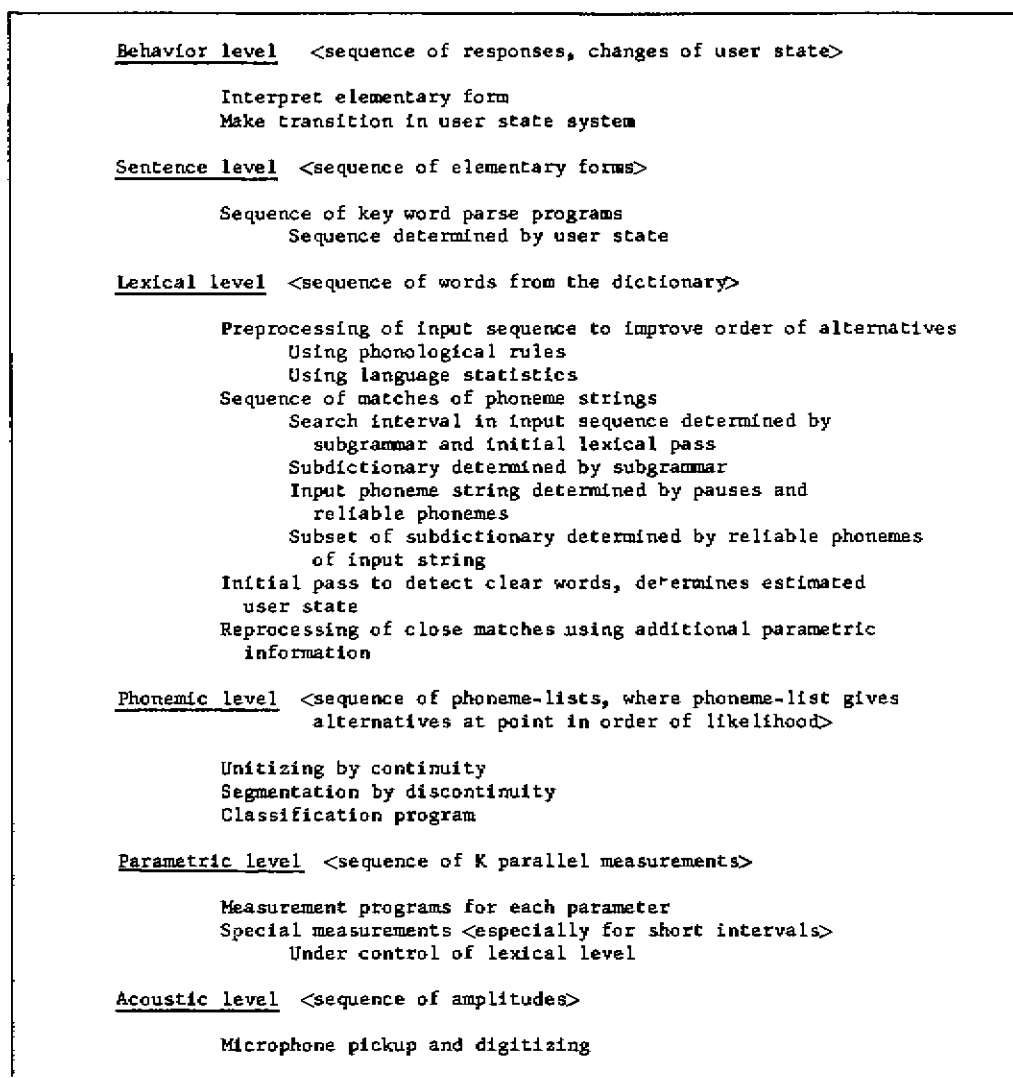 Behavior level <sequence of responses, changes of user state>
Interpret elementary form
Make transition in user state system
Sentence level <sequence of elementary forms>
Sequence of key word parse programs
Sequence determined by user state
Lexical level <sequence of words from the dictionary>
Preprocessing of input sequence to improve order of alternatives
Using phonological rules
Using language statistics
Sequence of matches of phoneme strings
Search interval in input sequence determined by
subgrammar and initial lexical pass
Subdictionary determined by subgrammar
Input phoneme string determined by pauses and
reliable phonemes
Subset of subdictionary determined by reliable phonemes
of input string
Initial pass to detect clear words, determines estimated
user state
Reprocessing of close matches using additional parametric
information
Phonemic level <sequence of phoneme-lists, where phoneme-list gives
alternatives at point in order of likelihood>
Unitizing by continuity
Segmentation by discontinuity
Classification program
Parametric level <sequence of K parallel measurements>
Measurement programs for each parameter
Special measurements <especially for short intervals>
Under control of lexical level
Acoustic level <sequence of amplitudes>
Microphone pickup and digitizing